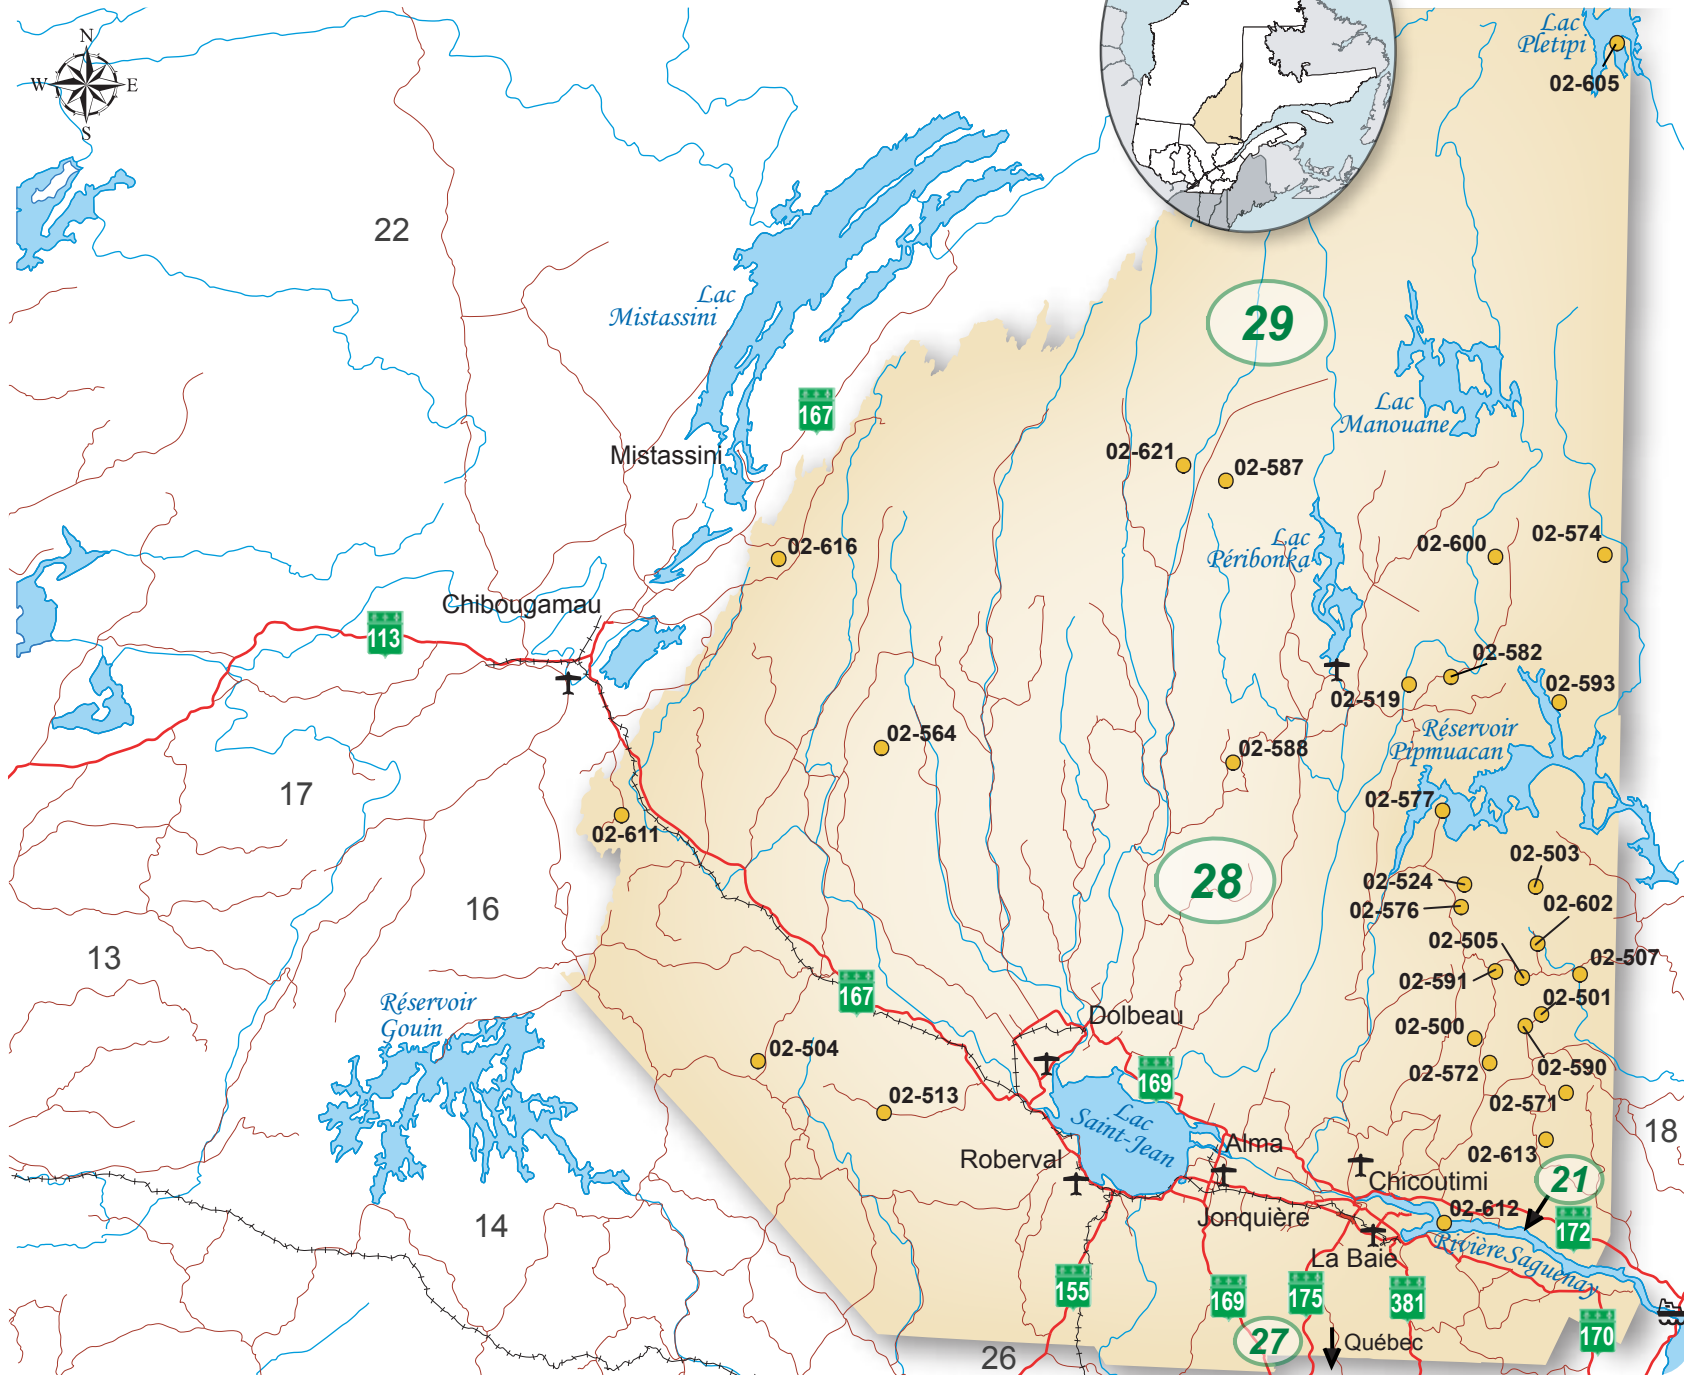 N
W
E
S
Lac
Pletipi
02-605
22
Lac
Mistassini
29
167
Lac
Manouane
Mistassini
02-621
02-587
02-616
Lac
Péribonka
02-600
02-574
Chibougamau
113
02-582
02-519
02-593
Réservoir
Pipmuacan
02-564
02-588
17
02-577
02-611
02-503
28
02-524
02-576
02-602
16
02-505
02-507
13
02-591
167
Réservoir
Gouin
02-501
Dolbeau
02-500
02-504
02-590
02-572
169
02-513
02-571
Lac
Saint-Jean
18
Alma
02-613
Roberval
Chicoutimi
21
14
Jonquière
02-612
172
Rivière Saguenay
La Baie
155
169
175
381
27
Québec
170
26